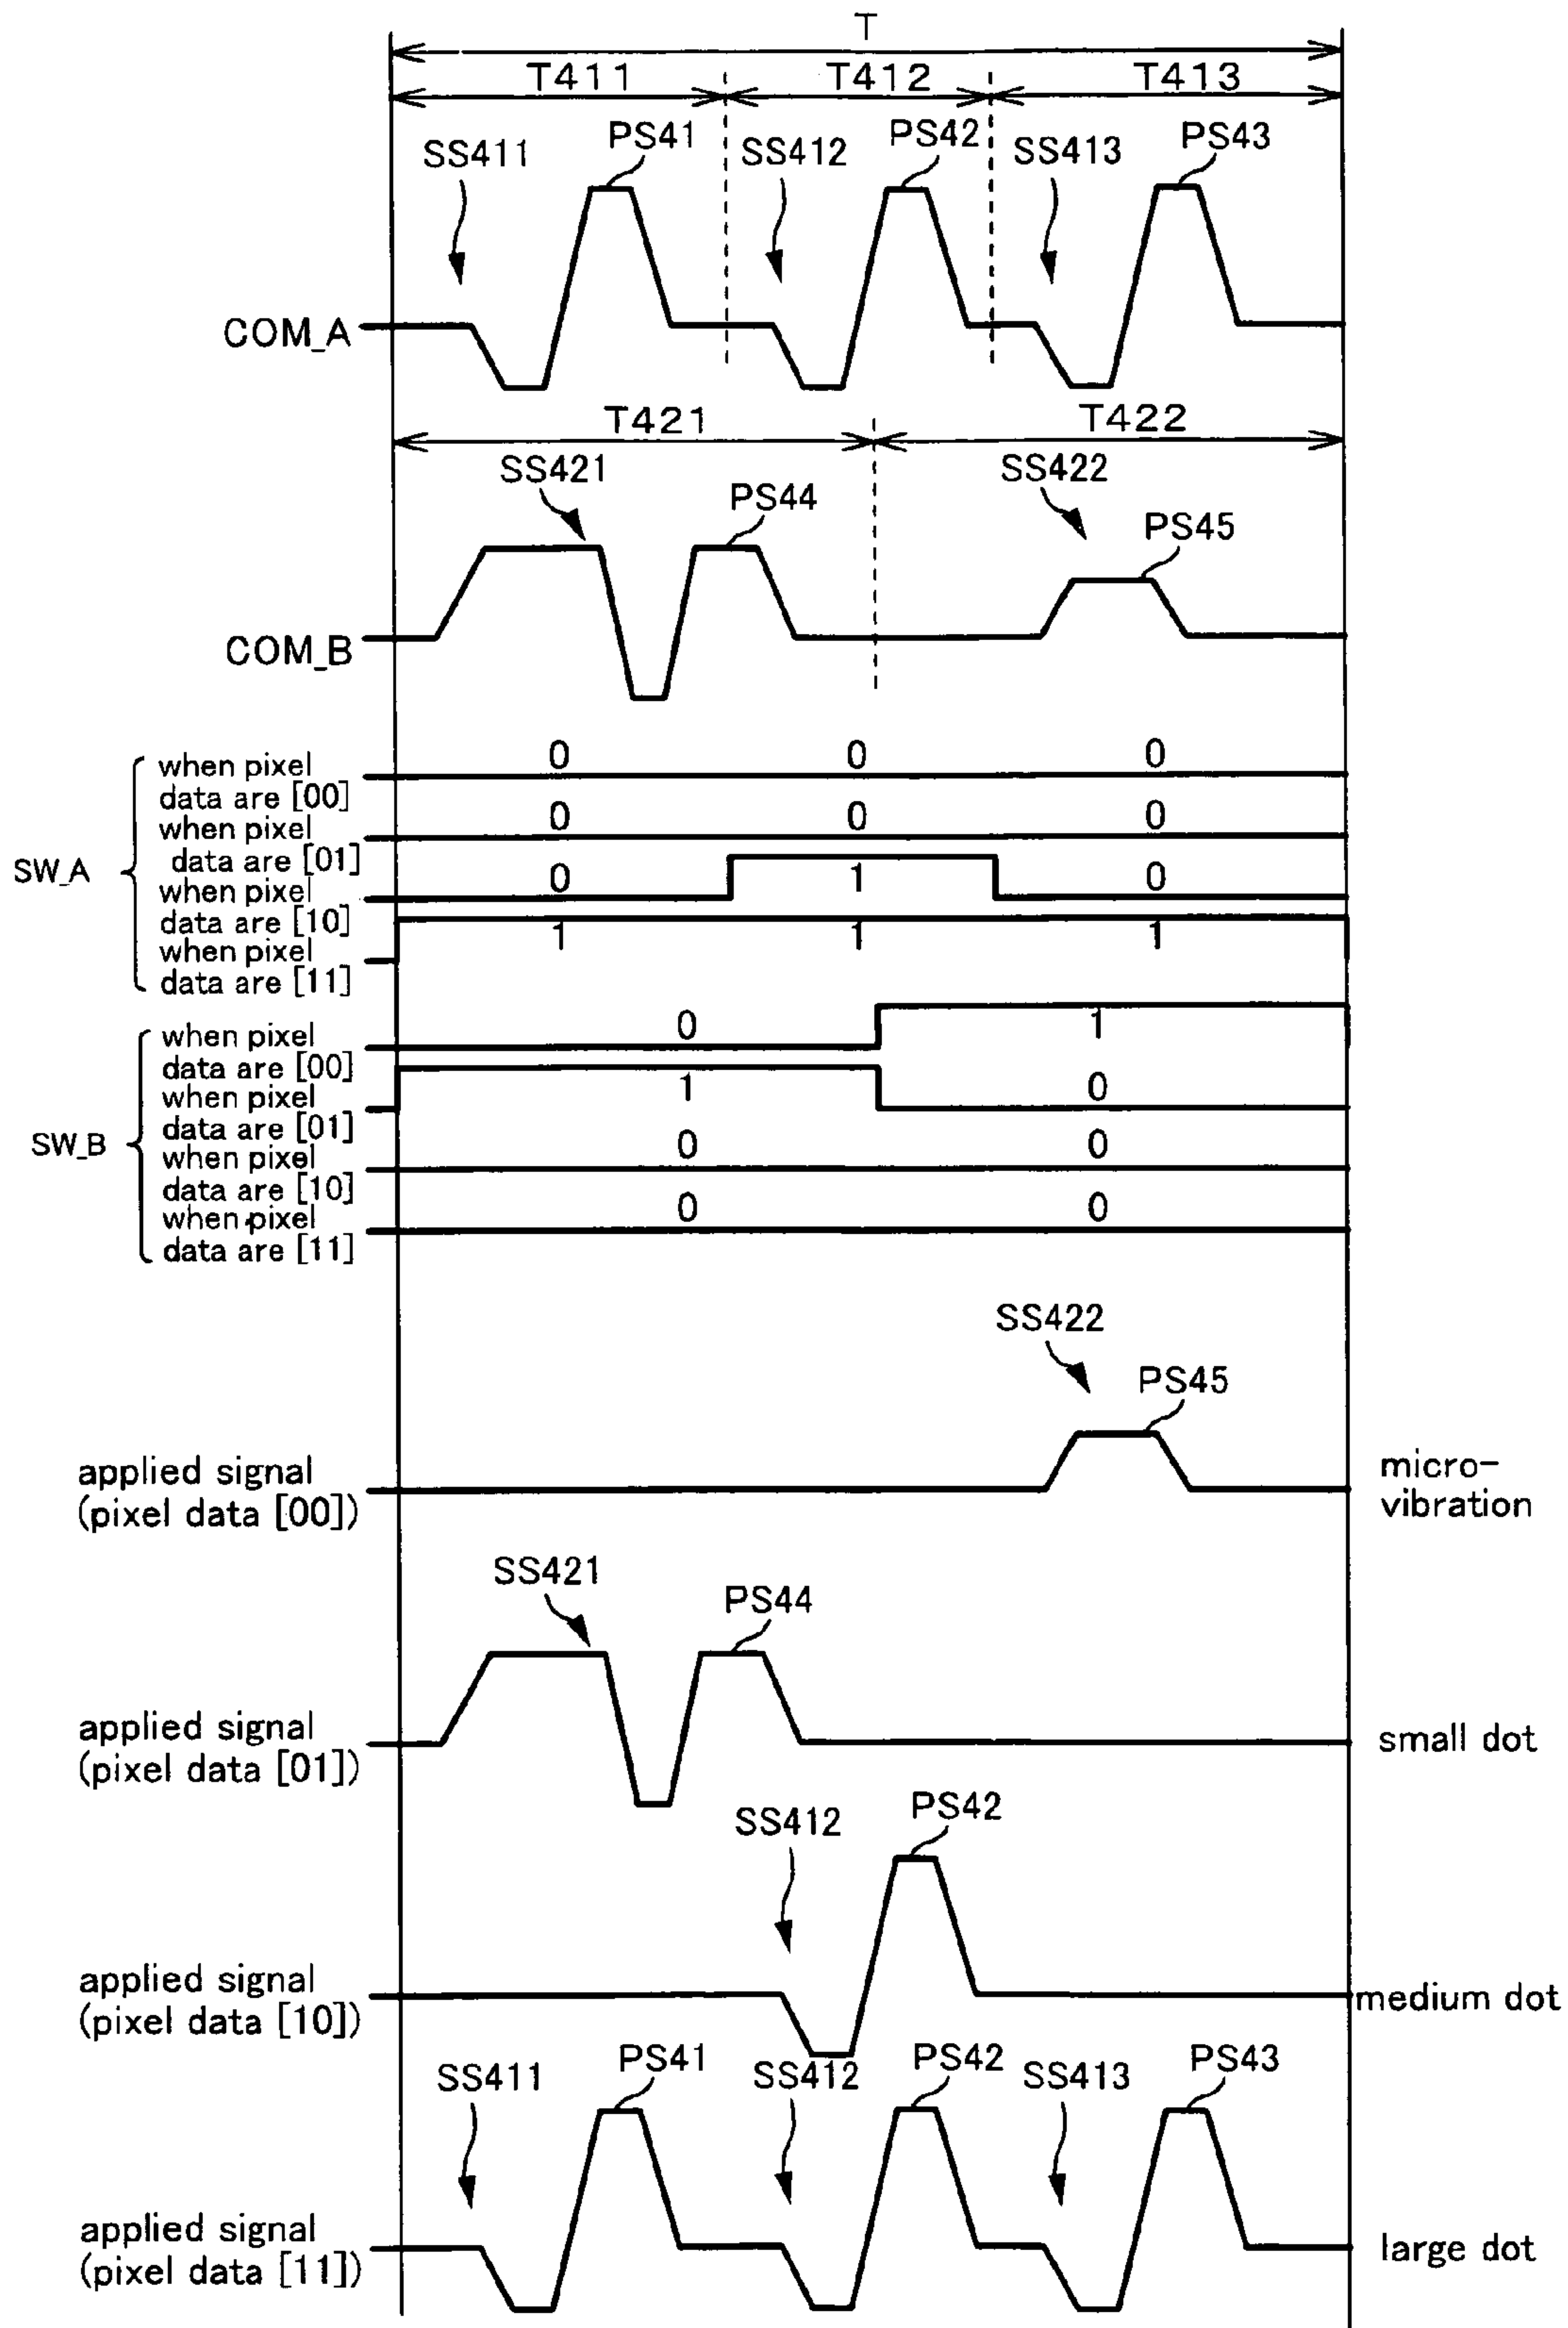 T
T411 T412 T413
SS411 PS41 SS412 PS42 SS413 PS43
COM_A
T421 T422
SS421 PS44 SS422 PS45
COM_B
SW_A
when pixel
data are [00]
0 0 0
when pixel
data are [01]
0 0 0
when pixel
data are [10]
0 1 0
when pixel
data are [11]
1 1 1
SW_B
when pixel
data are [00]
0 1
when pixel
data are [01]
1 0
when pixel
data are [10]
0 0
when pixel
data are [11]
0 0
SS422 PS45
applied signal
(pixel data [00])
micro-
vibration
SS421 PS44
applied signal
(pixel data [01])
small dot
SS412 PS42
applied signal
(pixel data [10])
medium dot
SS411 PS41 SS412 PS42 SS413 PS43
applied signal
(pixel data [11])
large dot